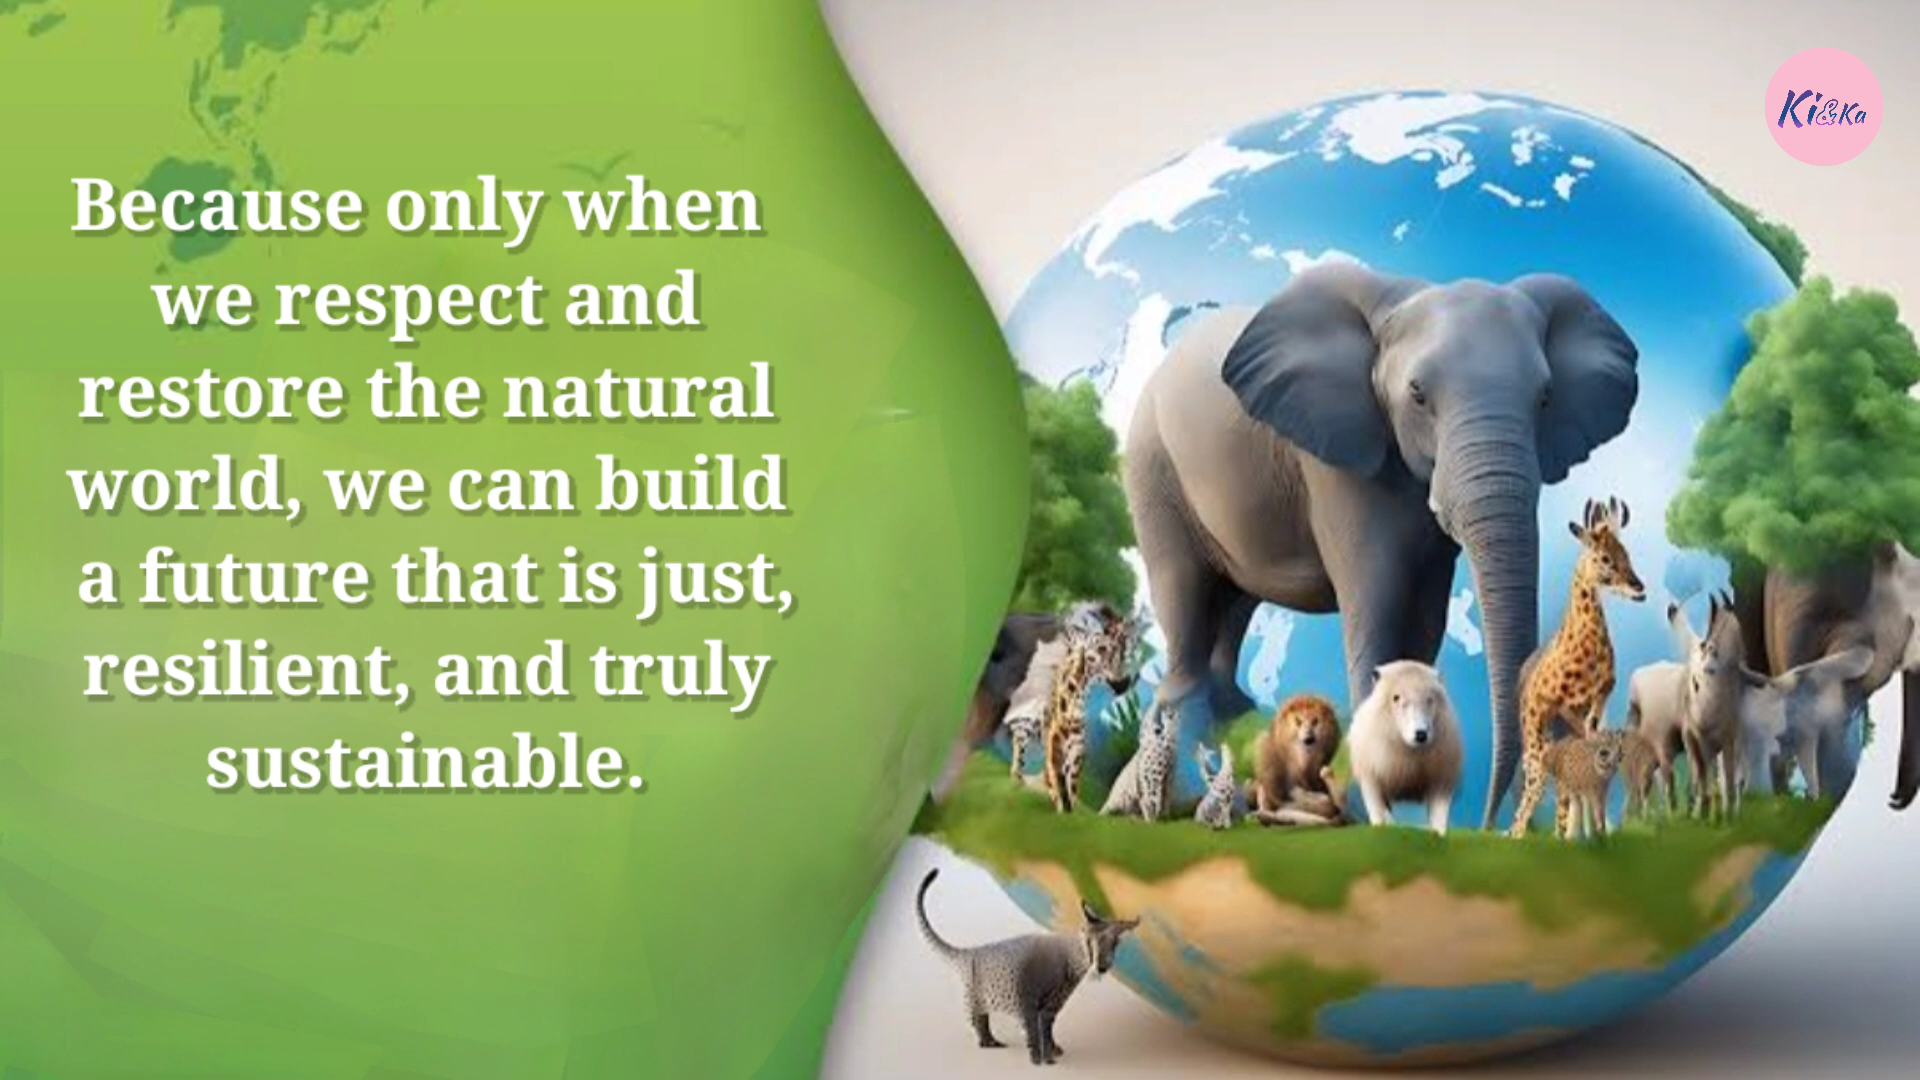 Because only when
we respect and
restore the natural
world, we can build
a future that is just,
resilient, and truly
sustainable.
Ki&Ka